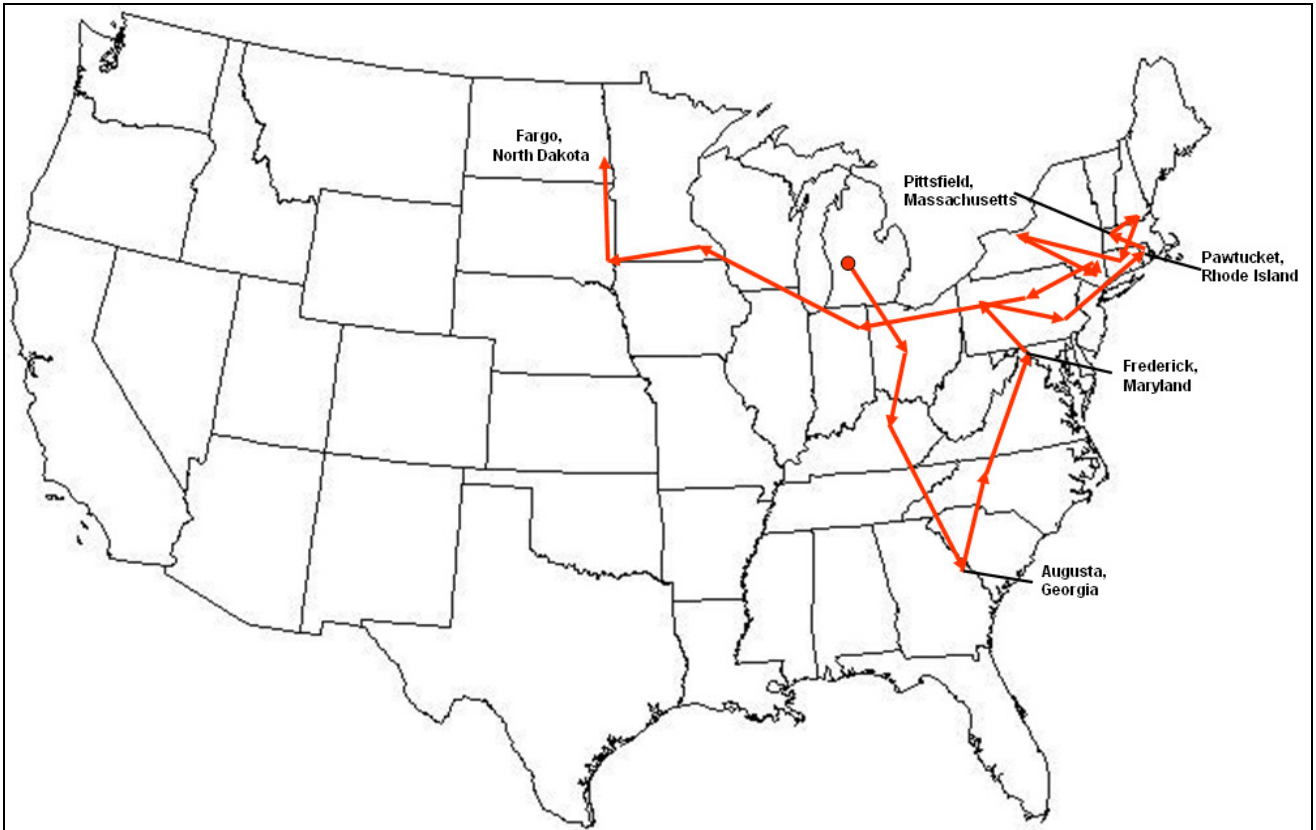 Fargo,
North Dakota
Pittsfield,
Massachusetts
Pawtucket,
Rhode Island
Frederick,
Maryland
Augusta,
Georgia